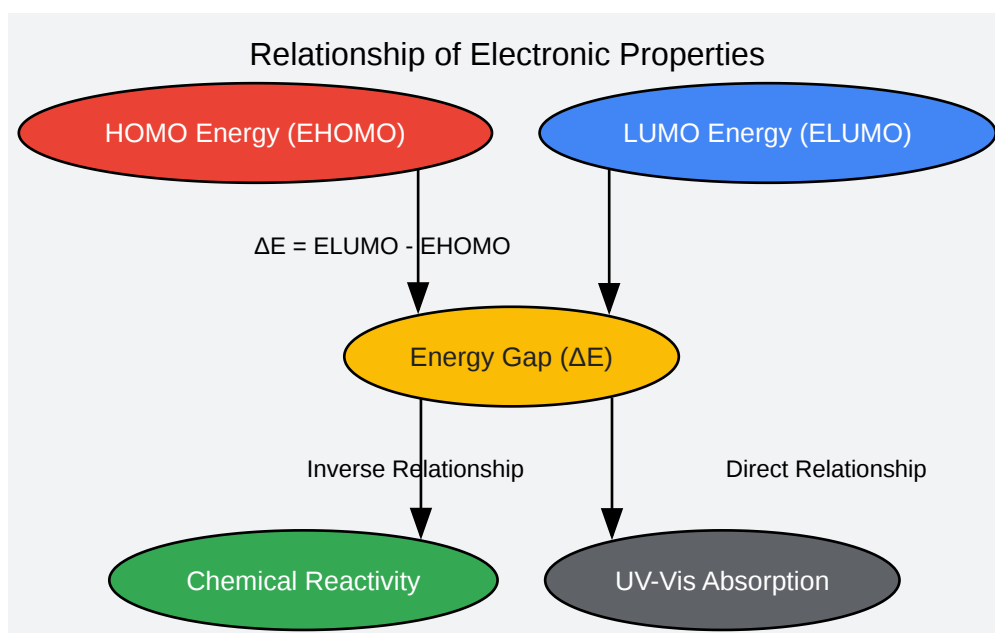 Relationship of Electronic Properties
HOMO Energy (EHOMO)
LUMO Energy (ELUMO)
ΔE = ELUMO - EHOMO
Energy Gap (ΔE)
Inverse Relationship
Direct Relationship
Chemical Reactivity
UV-Vis Absorption